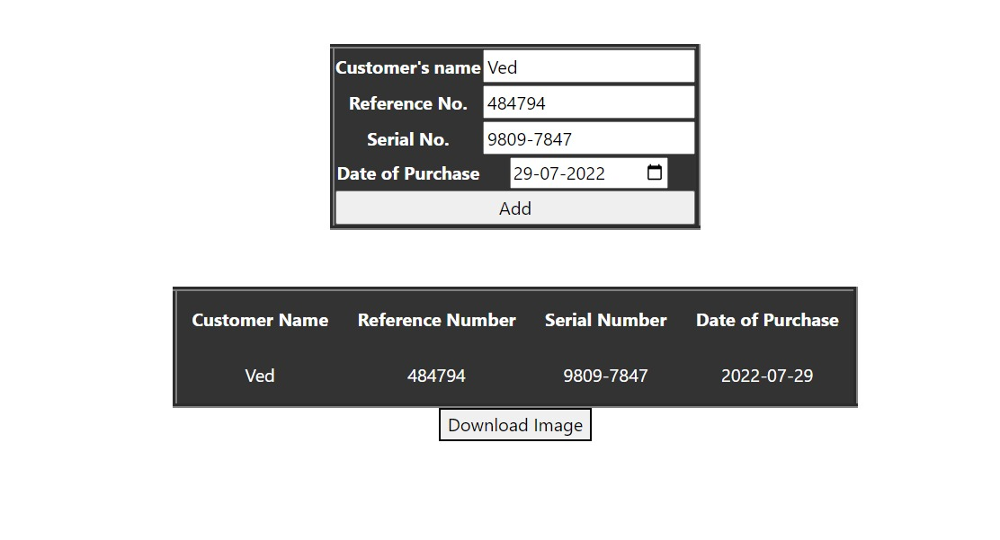 Customer's name Ved
Reference No. 484794
Serial No. 9809-7847
Date of Purchase 29-07-2022
Add
Customer Name Reference Number Serial Number Date of Purchase
Ved 484794 9809-7847 2022-07-29
Download Image